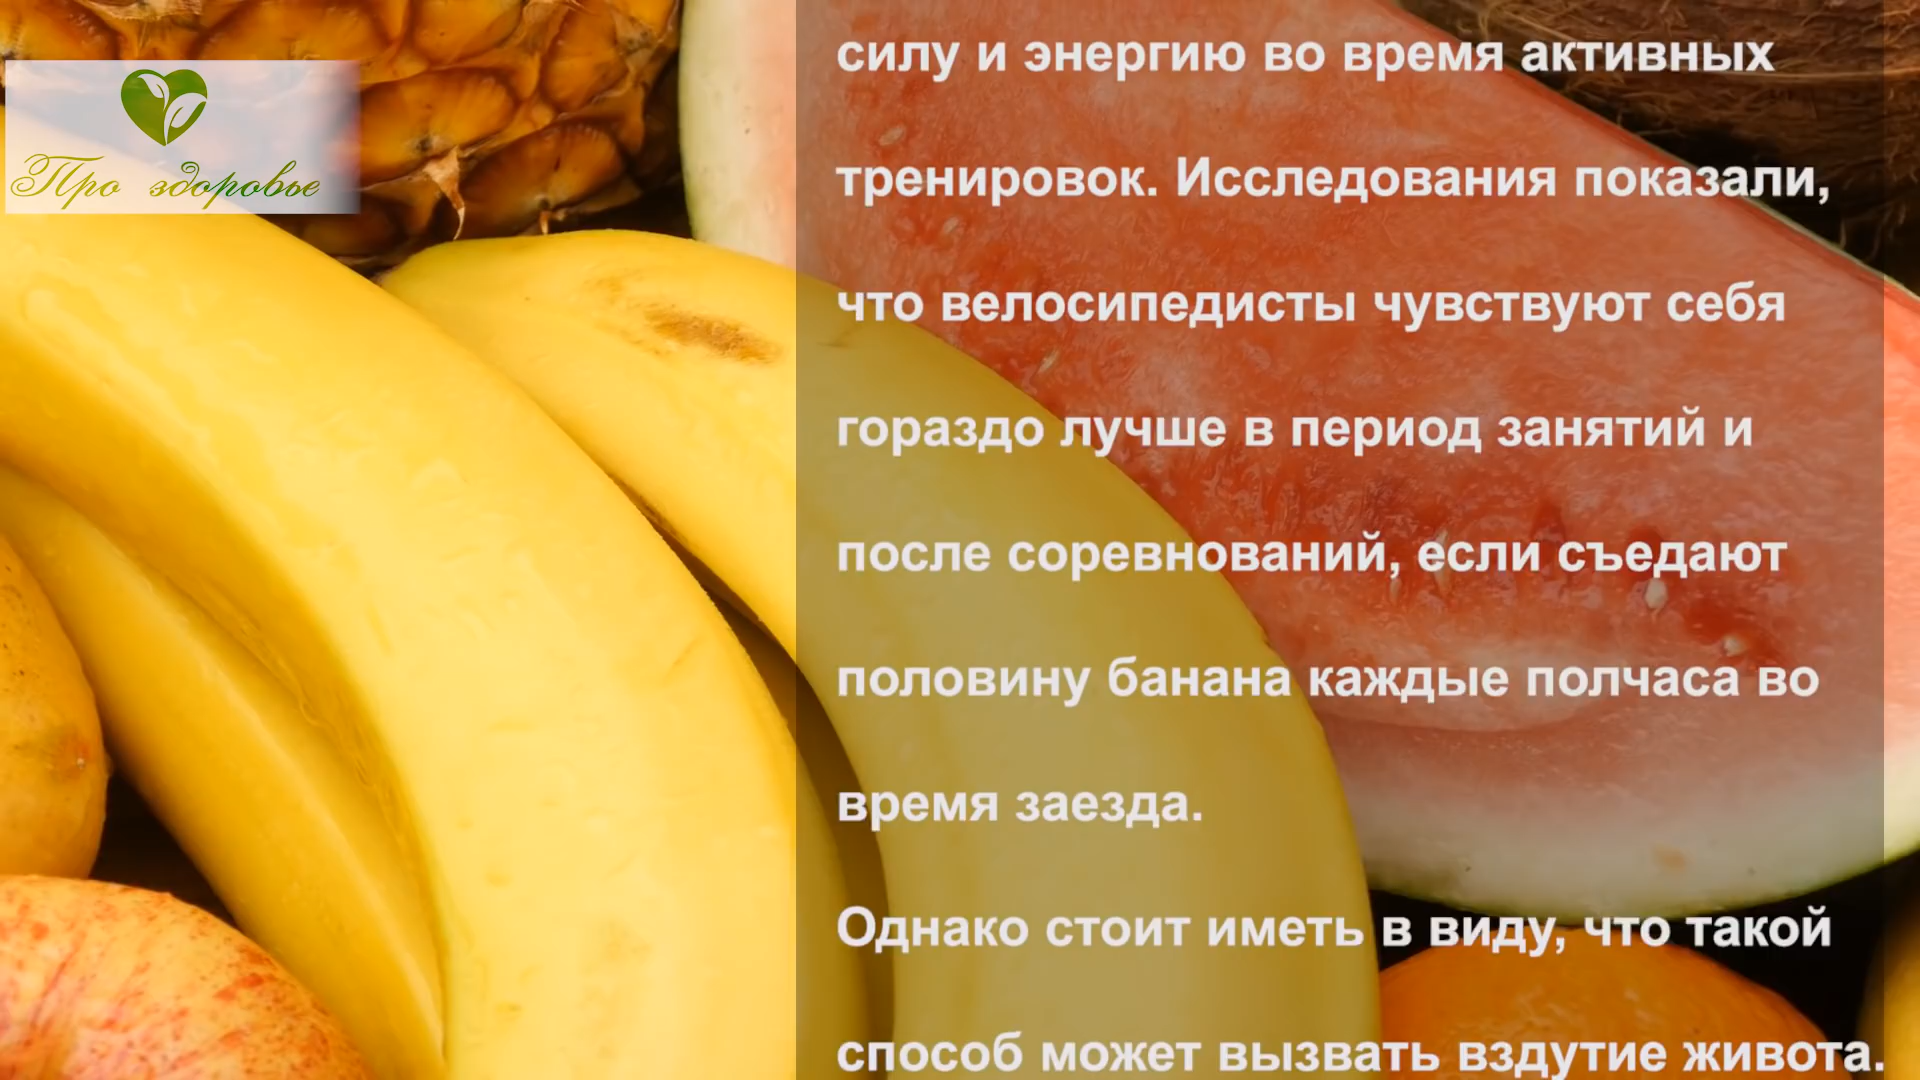 Про здоровье
силу и энергию во время активных
тренировок. Исследования показали,
что велосипедисты чувствуют себя
гораздо лучше в период занятий и
после соревнований, если съедают
половину банана каждые полчаса во
время заезда.
Однако стоит иметь в виду, что такой
способ может вызвать вздутие живота.